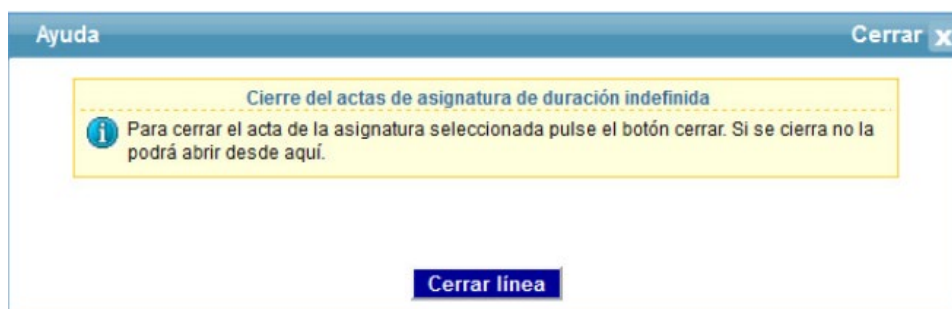 Ayuda Cerrar x
Cierre del actas de asignatura de duración indefinida
Para cerrar el acta de la asignatura seleccionada pulse el botón cerrar. Si se cierra no la
podrá abrir desde aquí.
Cerrar línea